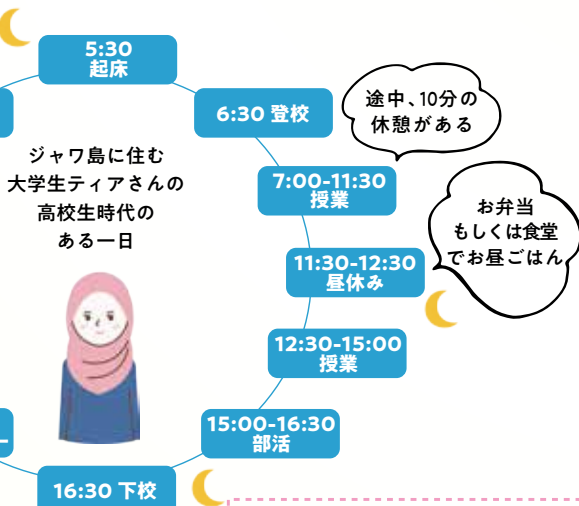 5:30
起床
6:30 登校
途中、10分の
休憩がある
ジャワ島に住む
大学生ティアさんの
高校生時代の
ある一日
7:00-11:30
授業
お弁当
もしくは食堂
でお昼ごはん
11:30-12:30
昼休み
12:30-15:00
授業
15:00-16:30
部活
16:30 下校